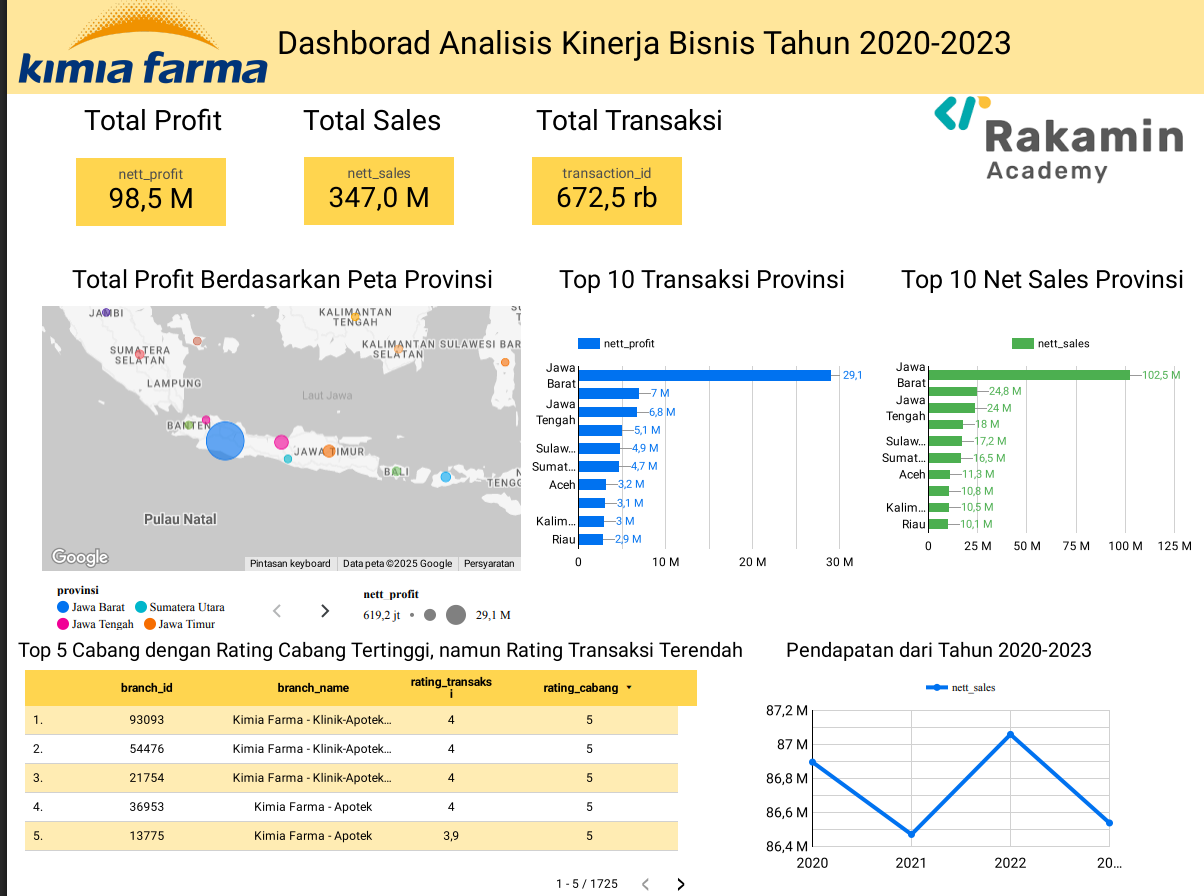 kimia farma
Dashborad Analisis Kinerja Bisnis Tahun 2020-2023
Total Profit
Total Sales
Total Transaksi
Rakamin
Academy
nett_profit
98,5 M
nett_sales
347,0 M
transaction_id
672,5 rb
Total Profit Berdasarkan Peta Provinsi
JAMBI
SUMATERA
SELATAN
LAMPUNG
BANTEN
KALIMANTAN
TENGAH
KALIMANTAN
SELATAN
SULAWESI BAR
Laut Jawa
JAWA TIMUR
BALI
TENGG
Pulau Natal
Google
Pintasan keyboard
Data peta ©2025 Google
Persyaratan
provinsi
Jawa Barat
Sumatera Utara
Jawa Tengah
Jawa Timur
nett_profit
619,2 jt
29,1 M
Top 10 Transaksi Provinsi
nett_profit
Jawa
Barat
29,1
7 M
Jawa
Tengah
6,8 M
5,1 M
Sulaw...
4,9 M
Sumat...
4,7 M
Aceh
3,2 M
3,1 M
Kalim...
3 M
Riau
2,9 M
0
10 M
20 M
30 M
Top 10 Net Sales Provinsi
nett_sales
Jawa
Barat
102,5 M
24,8 M
Jawa
Tengah
24 M
18 M
Sulaw...
17,2 M
Sumat...
16,5 M
Aceh
11,3 M
10,8 M
Kalim...
10,5 M
Riau
10,1 M
0
25 M
50 M
75 M
100 M
125 M
Top 5 Cabang dengan Rating Cabang Tertinggi, namun Rating Transaksi Terendah
branch_id
branch_name
rating_transaks
i
rating_cabang
1. 93093 Kimia Farma - Klinik-Apotek... 4 5
2. 54476 Kimia Farma - Klinik-Apotek... 4 5
3. 21754 Kimia Farma - Klinik-Apotek... 4 5
4. 36953 Kimia Farma - Apotek 4 5
5. 13775 Kimia Farma - Apotek 3,9 5
1 - 5 / 1725
Pendapatan dari Tahun 2020-2023
nett_sales
87,2 M
87 M
86,8 M
86,6 M
86,4 M
2020
2021
2022
20...